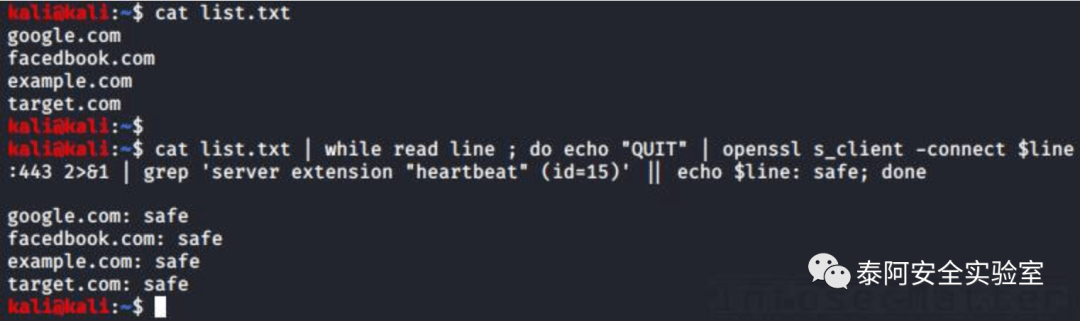 kali@kali:~$ cat list.txt
google.com
facedbook.com
example.com
target.com
kali@kali:~$
kali@kali:~$ cat list.txt | while read line ; do echo "QUIT" | openssl s_client -connect $line
:443 2>&1 | grep 'server extension "heartbeat" (id=15)' || echo $line: safe; done
google.com: safe
facedbook.com: safe
example.com: safe
target.com: safe
泰阿安全实验室
kali@kali:~$